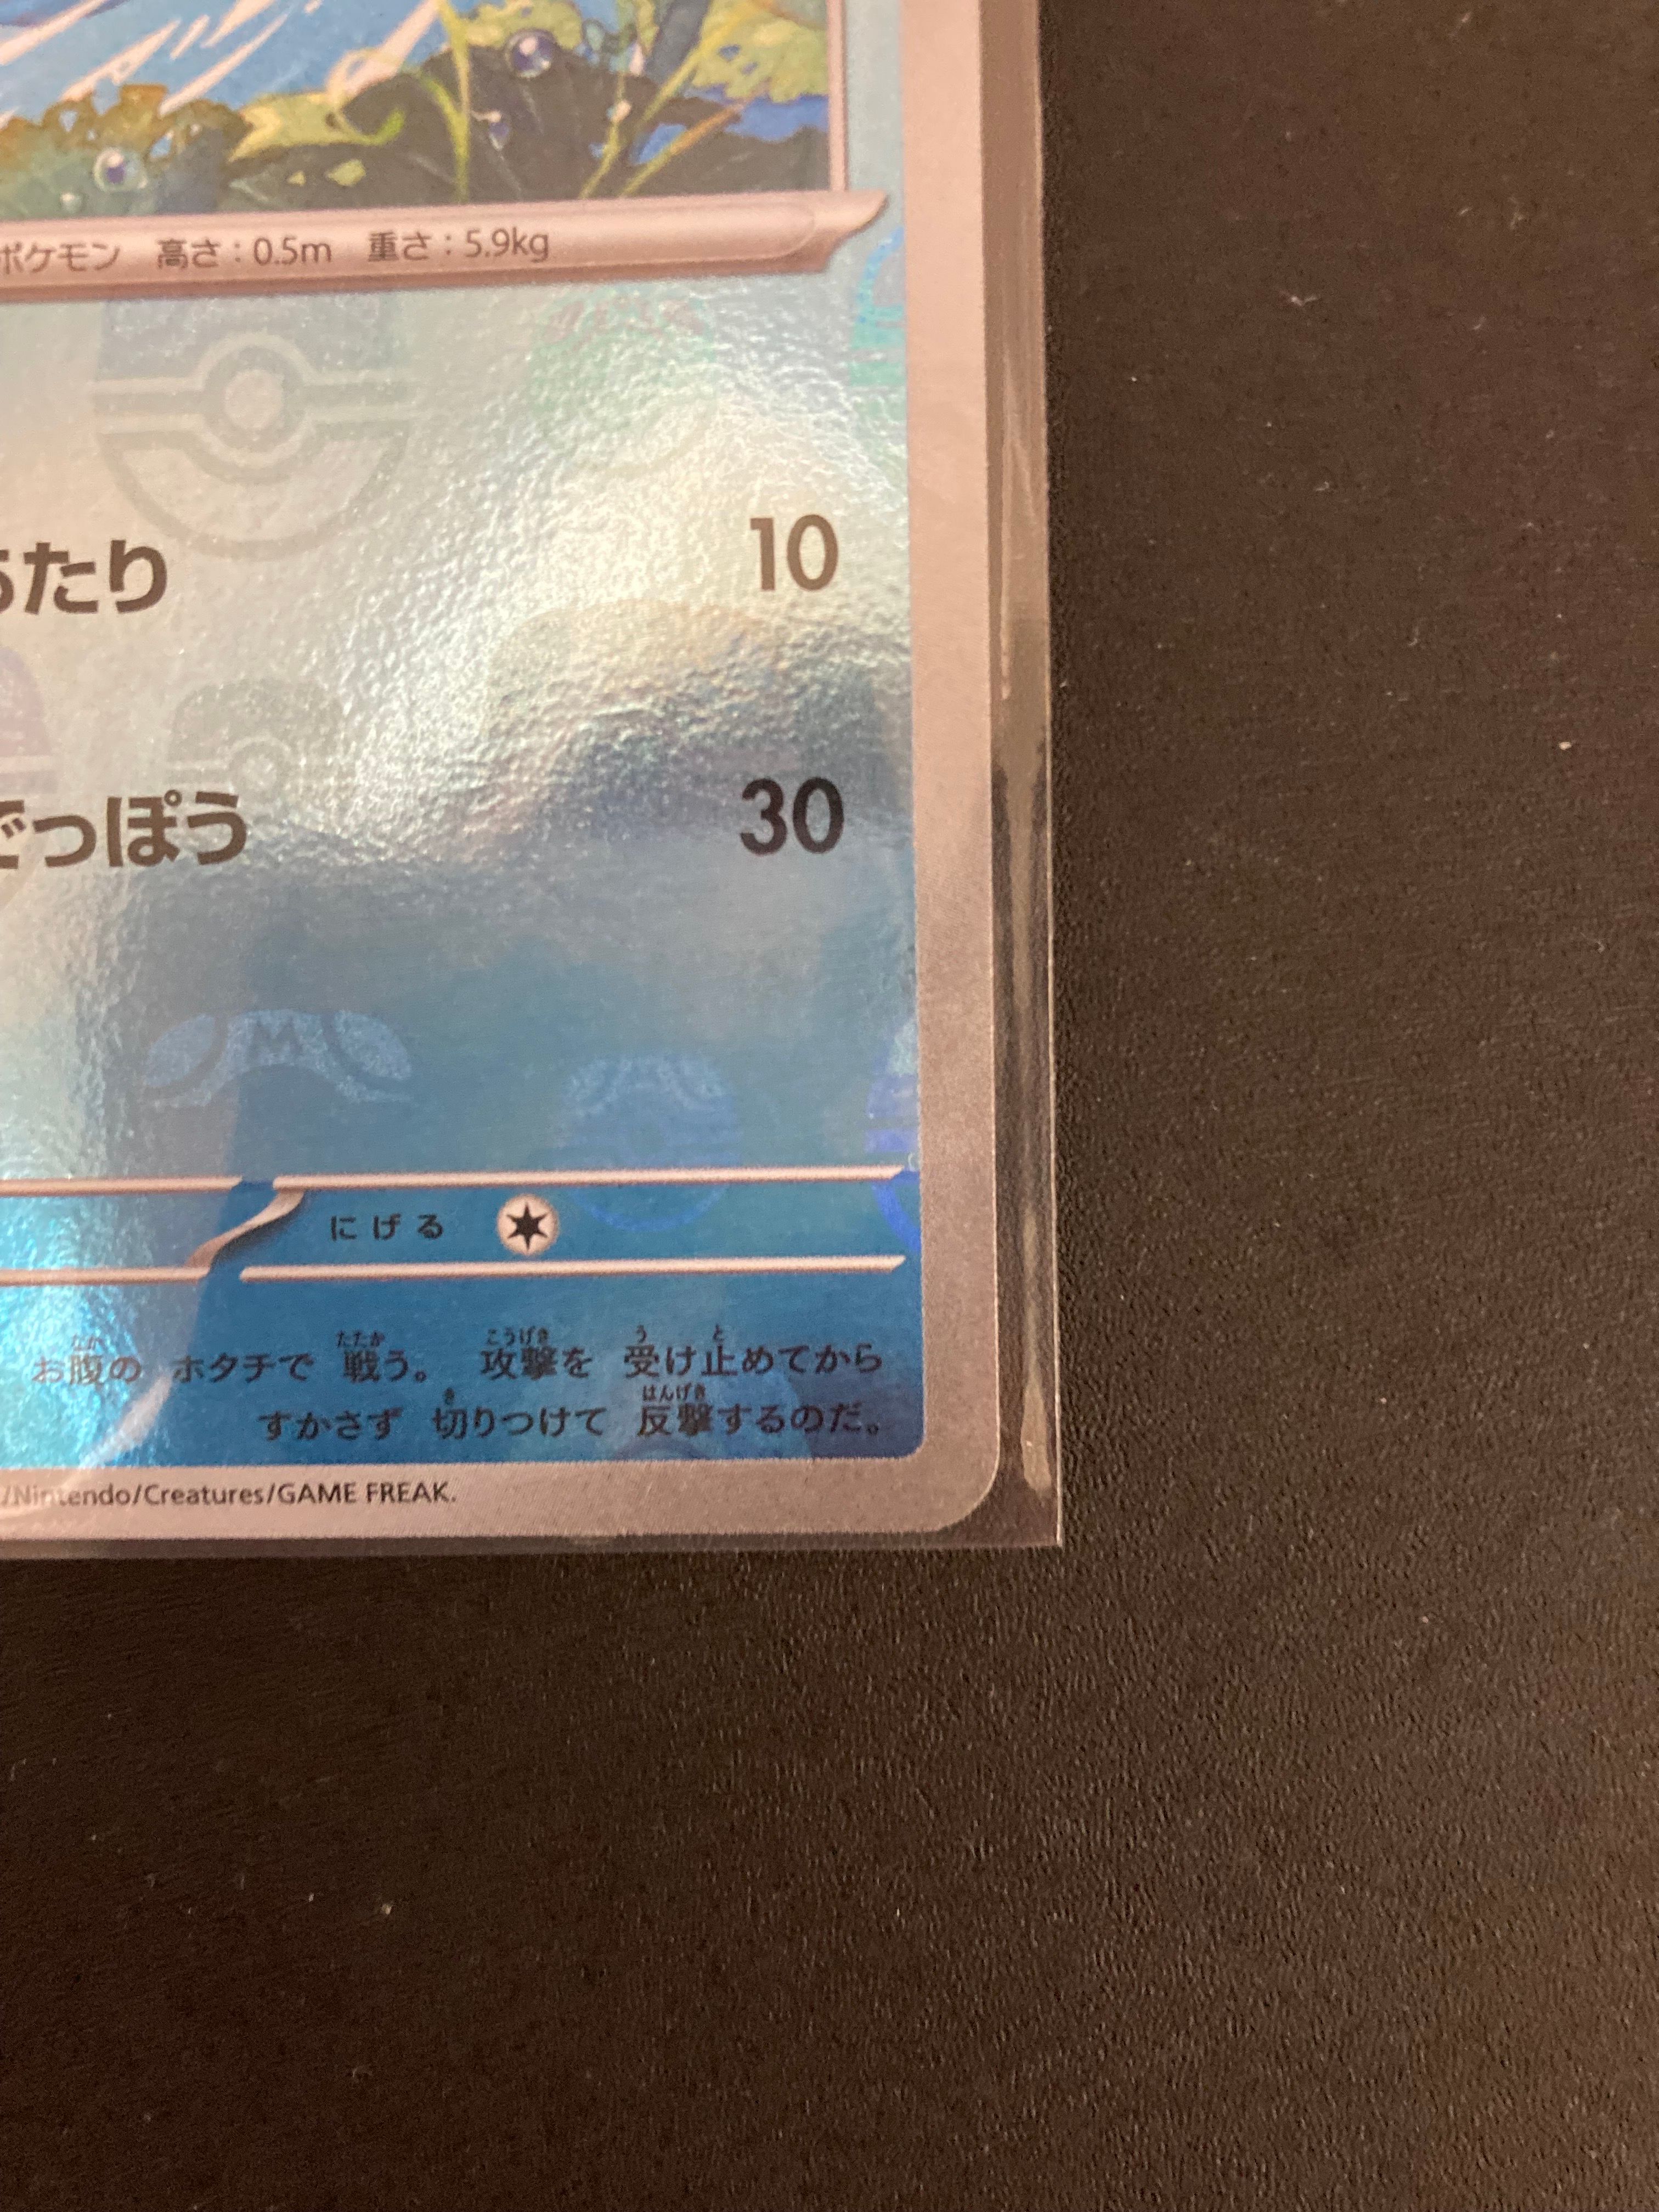 ポケモン 高さ：0.5m 重さ：5.9kg
あたり 10
でっぽう 30
M
にげる
お腹の ホタチで 戦う。 攻撃を 受け止めてから
すかさず 切りつけて 反撃するのだ。
/Nintendo/Creatures/GAME FREAK.